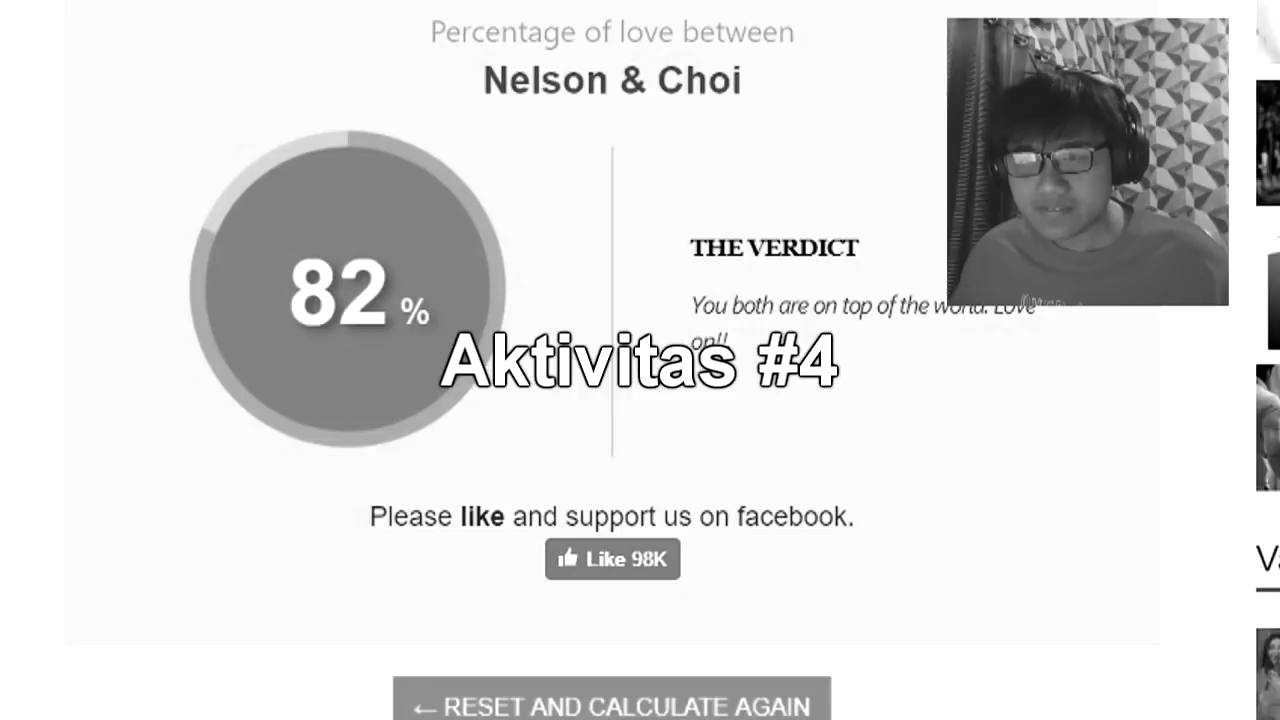 Percentage of love between
Nelson & Choi
82 %
THE VERDICT
You both are on top of the world. Love
on!!
Aktivitas #4
Please like and support us on facebook.
Like 98K
← RESET AND CALCULATE AGAIN